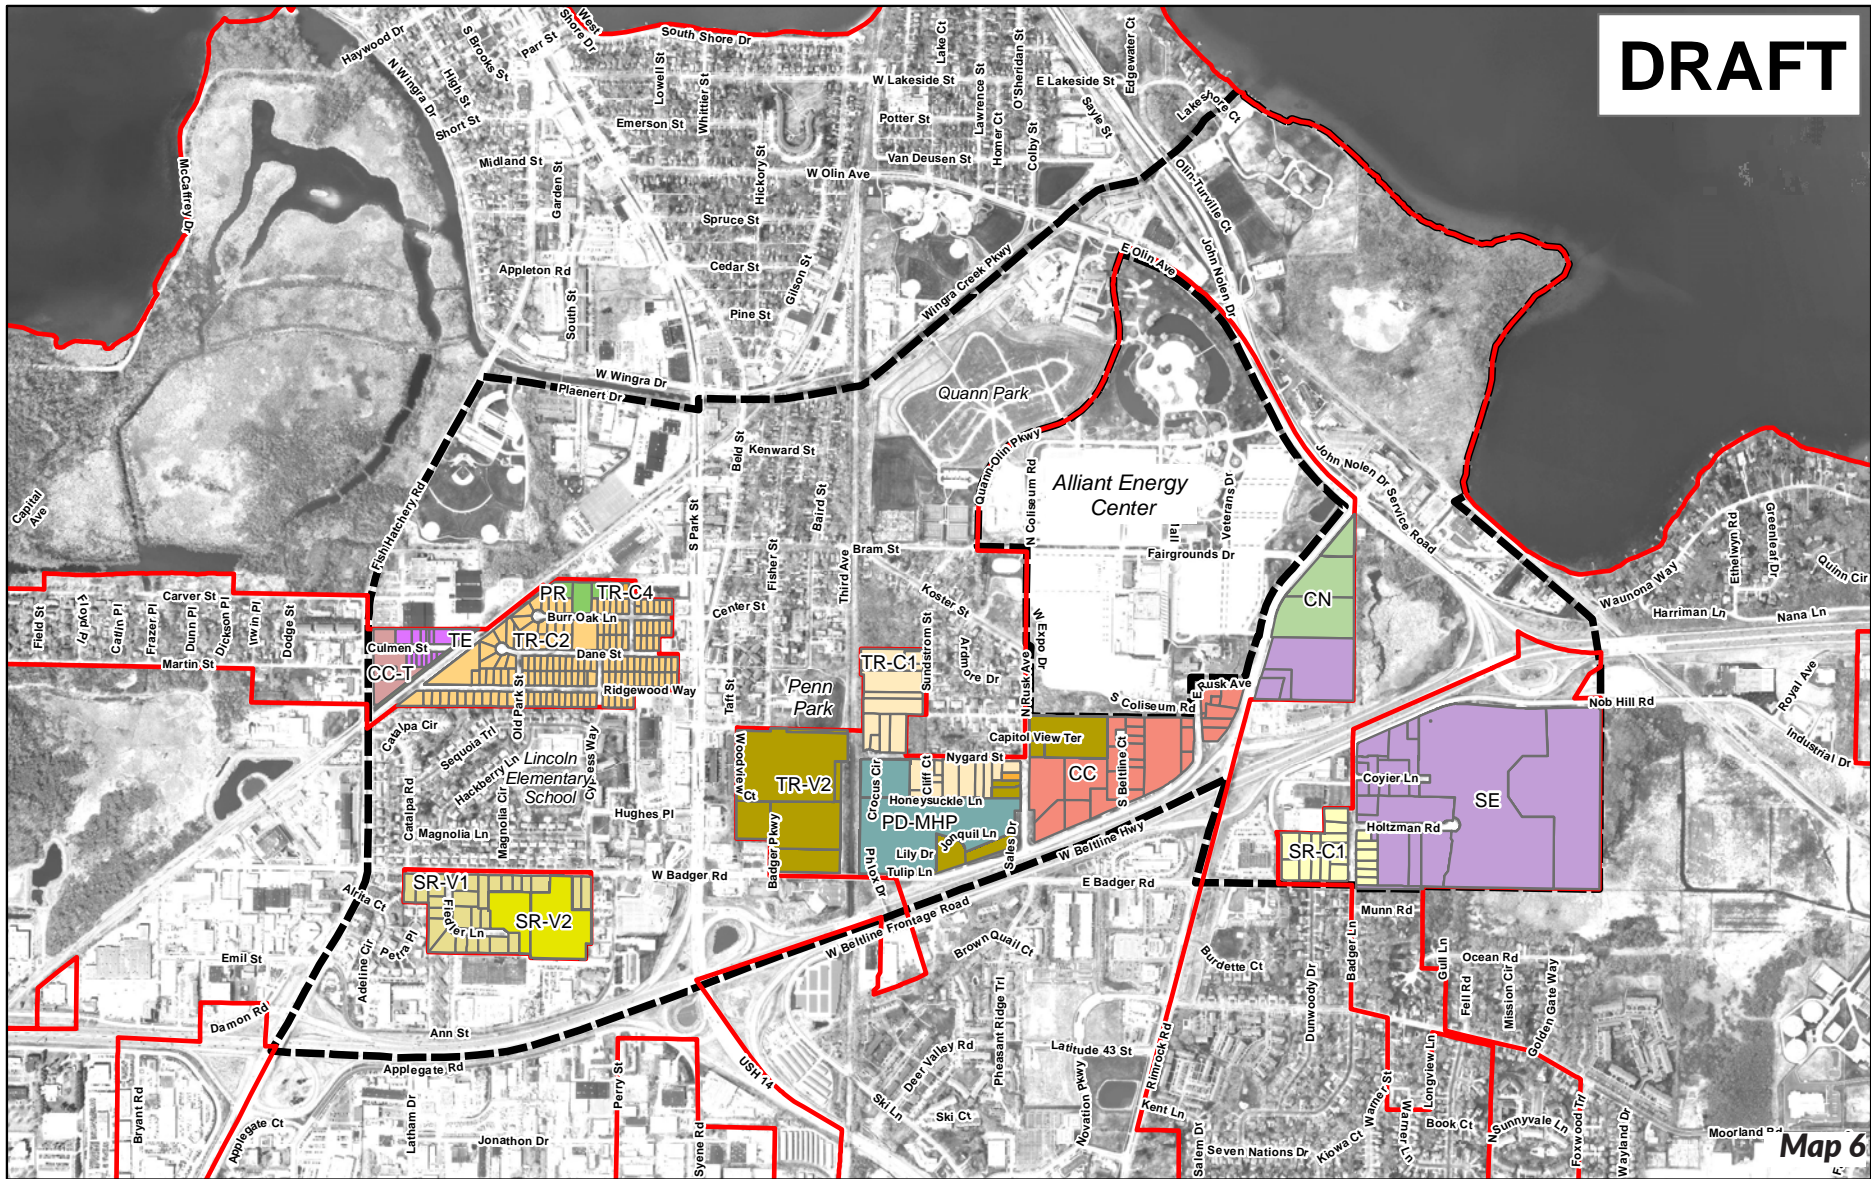 DRAFT
Haywood Dr
S Brooks St
Parr St
West
Shore Dr
South Shore Dr
N Wingra Dr
High St
Short St
Lowell St
Whittier St
Emerson St
Lake Ct
W Lakeside St
Lawrence St
O'Sheridan St
E Lakeside St
Edgewater Ct
Sayle St
Potter St
Homer Ct
Colby St
Van Deusen St
W Olin Ave
Midland St
Garden St
Hickory St
Spruce St
McCaffrey Dr
Olin-Turville Ct
Cedar St
Gilson St
Appleton Rd
South St
Pine St
Wingra Creek Pkwy
E Olin Ave
John Nolen Dr
W Wingra Dr
Plaenert Dr
Quann Park
Beld St
Kenward St
Quann-Olin Pkwy
N Coliseum Rd
Alliant Energy
Center
Veterans Dr
John Nolen Dr Service Road
Capital
Ave
Fish Hatchery Rd
S Park St
Baird St
Bram St
Fairgrounds Dr
Ethelwyn Rd
Greenleaf Dr
Quinn Cir
Waunona Way
Harriman Ln
Nana Ln
Fisher St
Third Ave
Koster St
Center St
Carver St
Field St
Floyd Pl
Catlin Pl
Frazer Pl
Dunn Pl
Dickson Pl
Irwin Pl
Dodge St
Martin St
PR
TR-C4
Burr Oak Ln
TE
TR-C2
Culmen St
Dane St
CC-T
Ridgewood Way
Old Park St
Catalpa Cir
Sequoia Trl
Hackberry Ln
Lincoln
Elementary
School
Cypress Way
Taft St
Penn
Park
TR-C1
Sundstrom St
Ardmore Dr
W Expo Dr
N Rusk Ave
E Rusk Ave
S Coliseum Rd
CN
Nob Hill Rd
Royal Ave
Industrial Dr
Capitol View Ter
Nygard St
Cliff Ct
CC
S Beltline Ct
Woodview
Ct
TR-V2
Crocus Cir
Honeysuckle Ln
PD-MHP
Jonquil Ln
Lily Dr
Tulip Ln
Phlox Dr
Sales Dr
W Beltline Hwy
Badger Pkwy
Catalpa Rd
Magnolia Ln
Magnolia Cir
Hughes Pl
W Badger Rd
E Badger Rd
Coyier Ln
SE
Holtzman Rd
SR-C1
SR-V1
Fiedler Ln
SR-V2
Alrita Ct
Petra Pl
Adeline Cir
Emil St
Damon Rd
Ann St
Applegate Rd
W Beltline Frontage Road
Brown Quail Ct
Munn Rd
Badger Ln
Gull Ln
Ocean Rd
Fell Rd
Mission Cir
Golden Gate Way
Burdette Ct
Dunwoody Dr
Pheasant Ridge Trl
Deer Valley Rd
Latitude 43 St
Rimrock Rd
Novation Pkwy
Kent Ln
Ski Ln
Ski Ct
USH 14
Perry St
Syene Rd
Bryant Rd
Applegate Ct
Latham Dr
Jonathon Dr
Salem Dr
Seven Nations Dr
Kiowa Ct
Warner St
Warner Ln
Longview Ln
Book Ct
Sunnyvale Ln
Foxwood Trl
Wayland Dr
Moorland Rd
Map 6